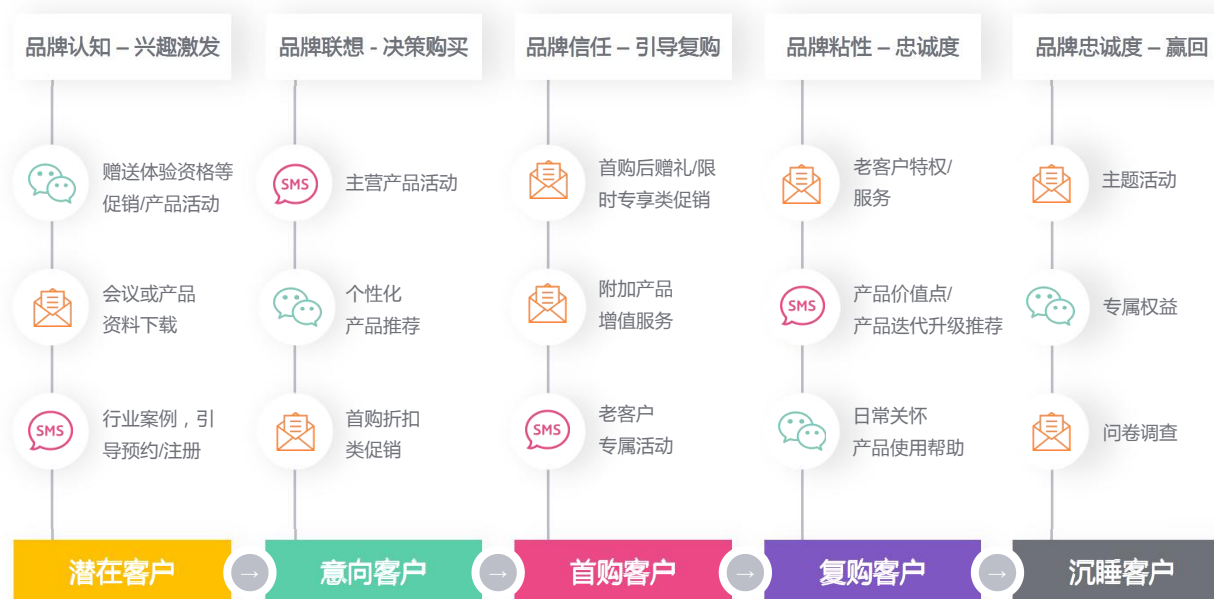 品牌认知 – 兴趣激发
赠送体验资格等
促销/产品活动
会议或产品
资料下载
SMS
行业案例，引
导预约/注册
潜在客户
→
品牌联想 - 决策购买
SMS
主营产品活动
个性化
产品推荐
首购折扣
类促销
意向客户
→
品牌信任 – 引导复购
首购后赠礼/限
时专享类促销
附加产品
增值服务
SMS
老客户
专属活动
首购客户
→
品牌粘性 – 忠诚度
老客户特权/
服务
SMS
产品价值点/
产品迭代升级推荐
日常关怀
产品使用帮助
复购客户
→
品牌忠诚度 – 赢回
主题活动
专属权益
问卷调查
沉睡客户